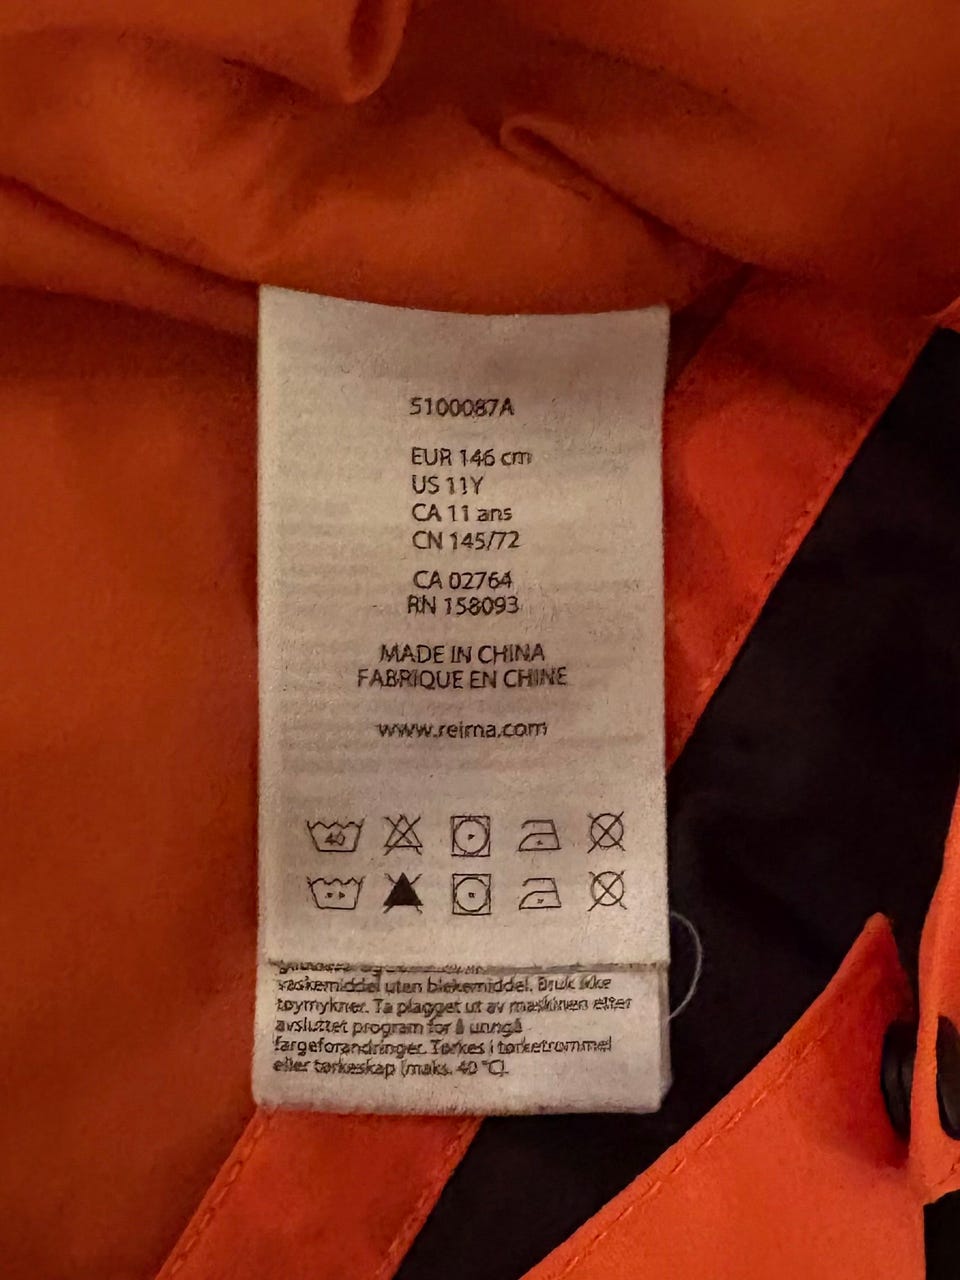 5100087A
EUR 146 cm
US 11Y
CA 11 ans
CN 145/72
CA 02764
RN 158093
MADE IN CHINA
FABRIQUE EN CHINE
www.reima.com
40
vaskemiddel uten blekemiddel. Bruk ikke
tøymykner. Ta plagget ut av maskinen etter
avsluttet program for å unngå
fargeforandringer. Tørkes i tørketrommel
eller tørkeskap (maks. 40 °C).